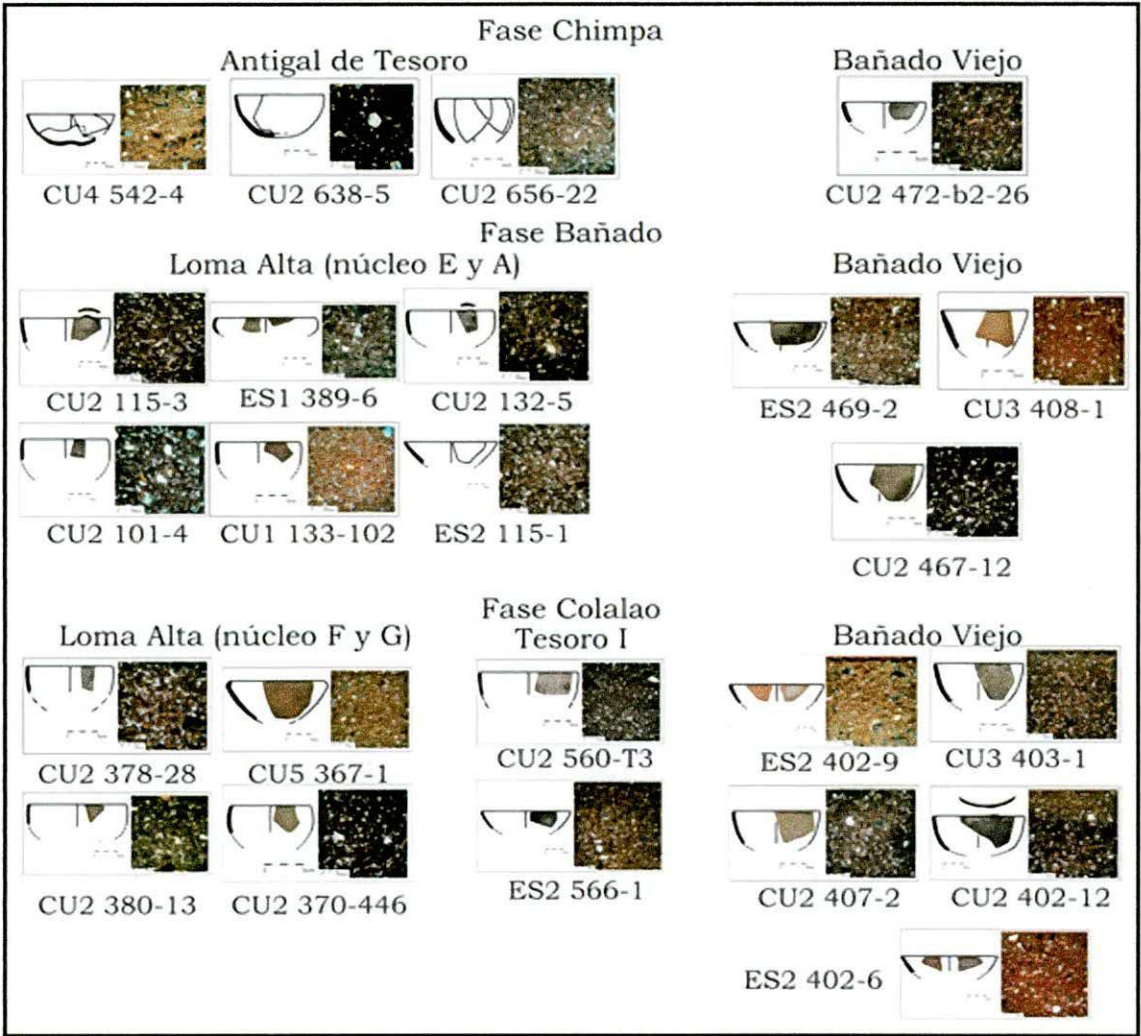 Fase Chimpa
Antigal de Tesoro
Bañado Viejo
CU4 542-4
CU2 638-5
CU2 656-22
CU2 472-b2-26
Fase Bañado
Loma Alta (núcleo E y A)
Bañado Viejo
CU2 115-3
ES1 389-6
CU2 132-5
ES2 469-2
CU3 408-1
CU2 101-4
CU1 133-102
ES2 115-1
CU2 467-12
Fase Colalao
Loma Alta (núcleo F y G)
Tesoro I
Bañado Viejo
CU2 378-28
CU5 367-1
CU2 560-T3
ES2 402-9
CU3 403-1
CU2 380-13
CU2 370-446
ES2 566-1
CU2 407-2
CU2 402-12
ES2 402-6